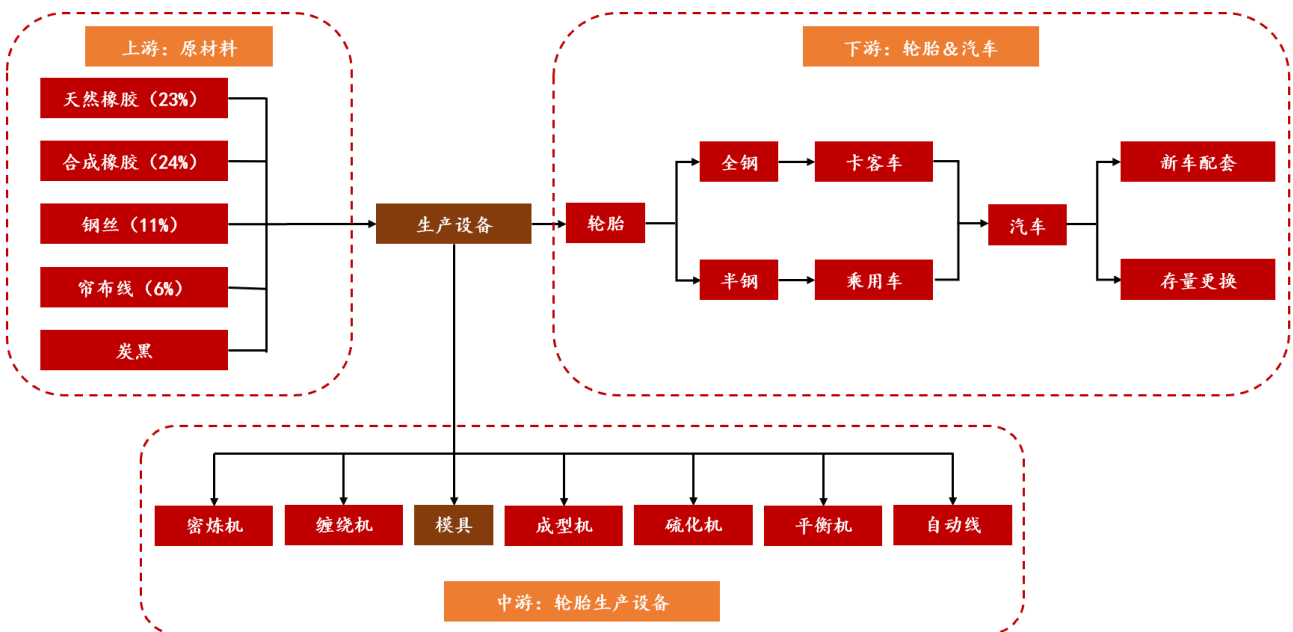 上游：原材料
天然橡胶（23%）
合成橡胶（24%）
钢丝（11%）
帘布线（6%）
炭黑
生产设备
下游：轮胎&汽车
轮胎
全钢
卡客车
半钢
乘用车
汽车
新车配套
存量更换
密炼机
缠绕机
模具
成型机
硫化机
平衡机
自动线
中游：轮胎生产设备